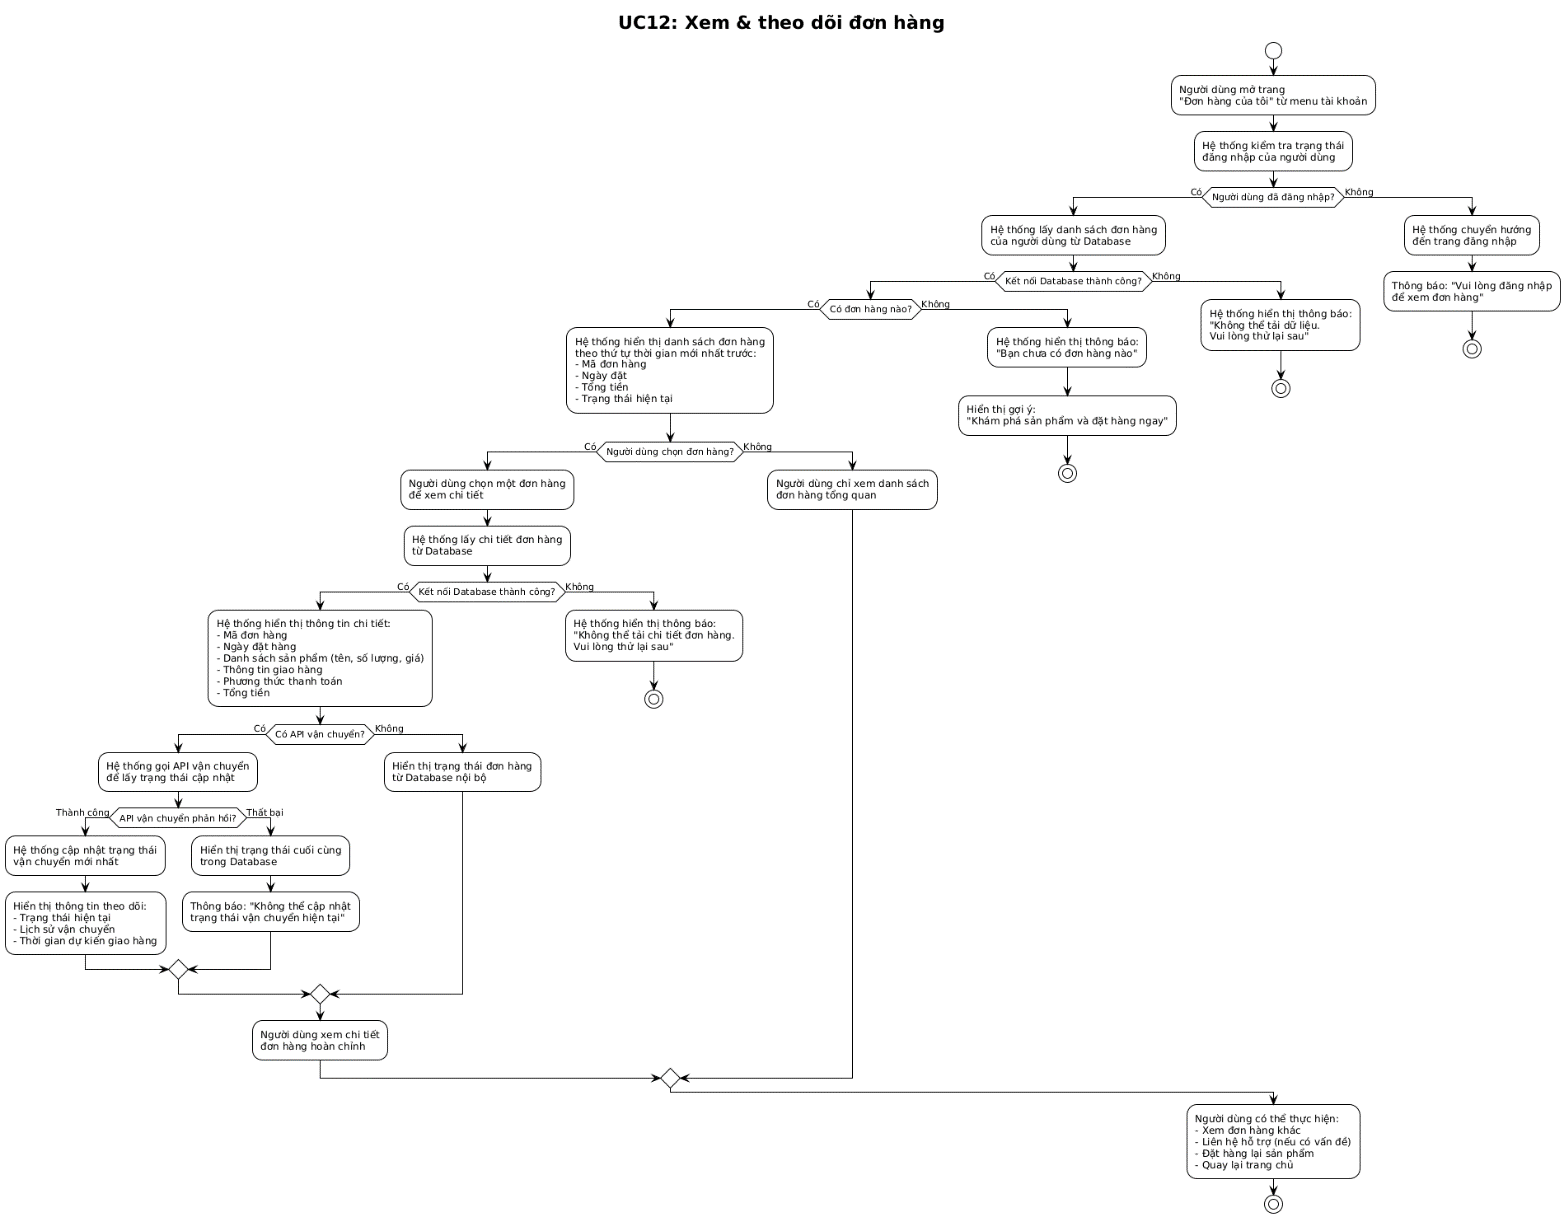 UC12: Xem & theo dõi đơn hàng
Người dùng mở trang
"Đơn hàng của tôi" từ menu tài khoản
Hệ thống kiểm tra trạng thái
đăng nhập của người dùng
Có
Người dùng đã đăng nhập?
Không
Hệ thống lấy danh sách đơn hàng
của người dùng từ Database
Hệ thống chuyển hướng
đến trang đăng nhập
Có
Kết nối Database thành công?
Không
Thông báo: "Vui lòng đăng nhập
để xem đơn hàng"
Có
Có đơn hàng nào?
Không
Hệ thống hiển thị thông báo:
"Không thể tải dữ liệu.
Vui lòng thử lại sau"
Hệ thống hiển thị danh sách đơn hàng
theo thứ tự thời gian mới nhất trước:
- Mã đơn hàng
- Ngày đặt
- Tổng tiền
- Trạng thái hiện tại
Hệ thống hiển thị thông báo:
"Bạn chưa có đơn hàng nào"
Hiển thị gợi ý:
"Khám phá sản phẩm và đặt hàng ngay"
Có
Người dùng chọn đơn hàng?
Không
Người dùng chọn một đơn hàng
để xem chi tiết
Người dùng chỉ xem danh sách
đơn hàng tổng quan
Hệ thống lấy chi tiết đơn hàng
từ Database
Có
Kết nối Database thành công?
Không
Hệ thống hiển thị thông tin chi tiết:
- Mã đơn hàng
- Ngày đặt hàng
- Danh sách sản phẩm (tên, số lượng, giá)
- Thông tin giao hàng
- Phương thức thanh toán
- Tổng tiền
Hệ thống hiển thị thông báo:
"Không thể tải chi tiết đơn hàng.
Vui lòng thử lại sau"
Có
Có API vận chuyển?
Không
Hệ thống gọi API vận chuyển
để lấy trạng thái cập nhật
Hiển thị trạng thái đơn hàng
từ Database nội bộ
Thành công
API vận chuyển phản hồi?
Thất bại
Hệ thống cập nhật trạng thái
vận chuyển mới nhất
Hiển thị trạng thái cuối cùng
trong Database
Hiển thị thông tin theo dõi:
- Trạng thái hiện tại
- Lịch sử vận chuyển
- Thời gian dự kiến giao hàng
Thông báo: "Không thể cập nhật
trạng thái vận chuyển hiện tại"
Người dùng xem chi tiết
đơn hàng hoàn chỉnh
Người dùng có thể thực hiện:
- Xem đơn hàng khác
- Liên hệ hỗ trợ (nếu có vấn đề)
- Đặt hàng lại sản phẩm
- Quay lại trang chủ